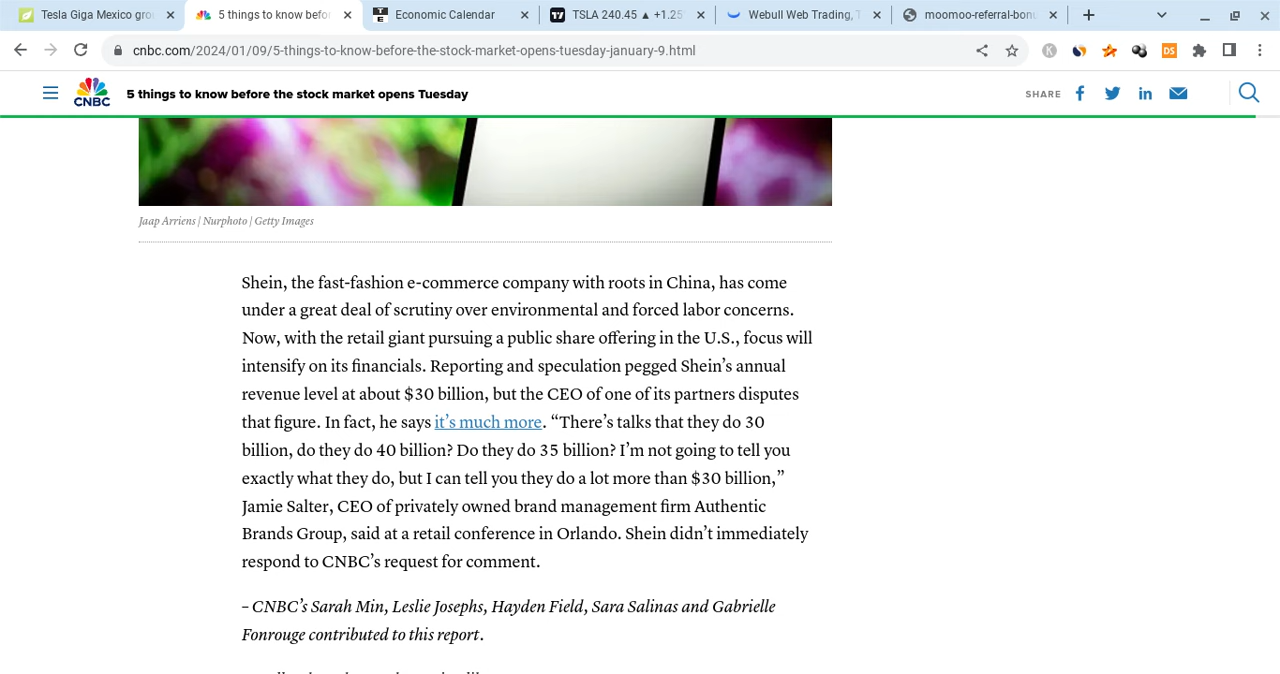 Tesla Giga Mexico gro
5 things to know befo
Economic Calendar
TSLA 240.45 ▲ +1.25
Webull Web Trading, T
moomoo-referral-bonu
cnbc.com/2024/01/09/5-things-to-know-before-the-stock-market-opens-tuesday-january-9.html
CNBC
5 things to know before the stock market opens Tuesday
SHARE
Jaap Arriens | Nurphoto | Getty Images
Shein, the fast-fashion e-commerce company with roots in China, has come
under a great deal of scrutiny over environmental and forced labor concerns.
Now, with the retail giant pursuing a public share offering in the U.S., focus will
intensify on its financials. Reporting and speculation pegged Shein’s annual
revenue level at about $30 billion, but the CEO of one of its partners disputes
that figure. In fact, he says it’s much more. “There’s talks that they do 30
billion, do they do 40 billion? Do they do 35 billion? I’m not going to tell you
exactly what they do, but I can tell you they do a lot more than $30 billion,”
Jamie Salter, CEO of privately owned brand management firm Authentic
Brands Group, said at a retail conference in Orlando. Shein didn’t immediately
respond to CNBC’s request for comment.
– CNBC’s Sarah Min, Leslie Josephs, Hayden Field, Sara Salinas and Gabrielle
Fonrouge contributed to this report.